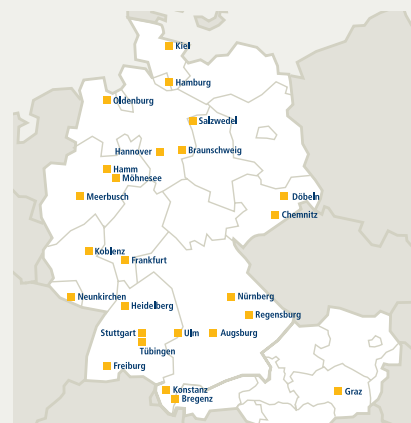 Kiel
Hamburg
Oldenburg
Salzwedel
Hannover
Braunschweig
Hamm
Möhnesee
Meerbusch
Döbeln
Chemnitz
Koblenz
Frankfurt
Neunkirchen
Nürnberg
Heidelberg
Regensburg
Stuttgart
Ulm
Augsburg
Tübingen
Freiburg
Konstanz
Graz
Bregenz